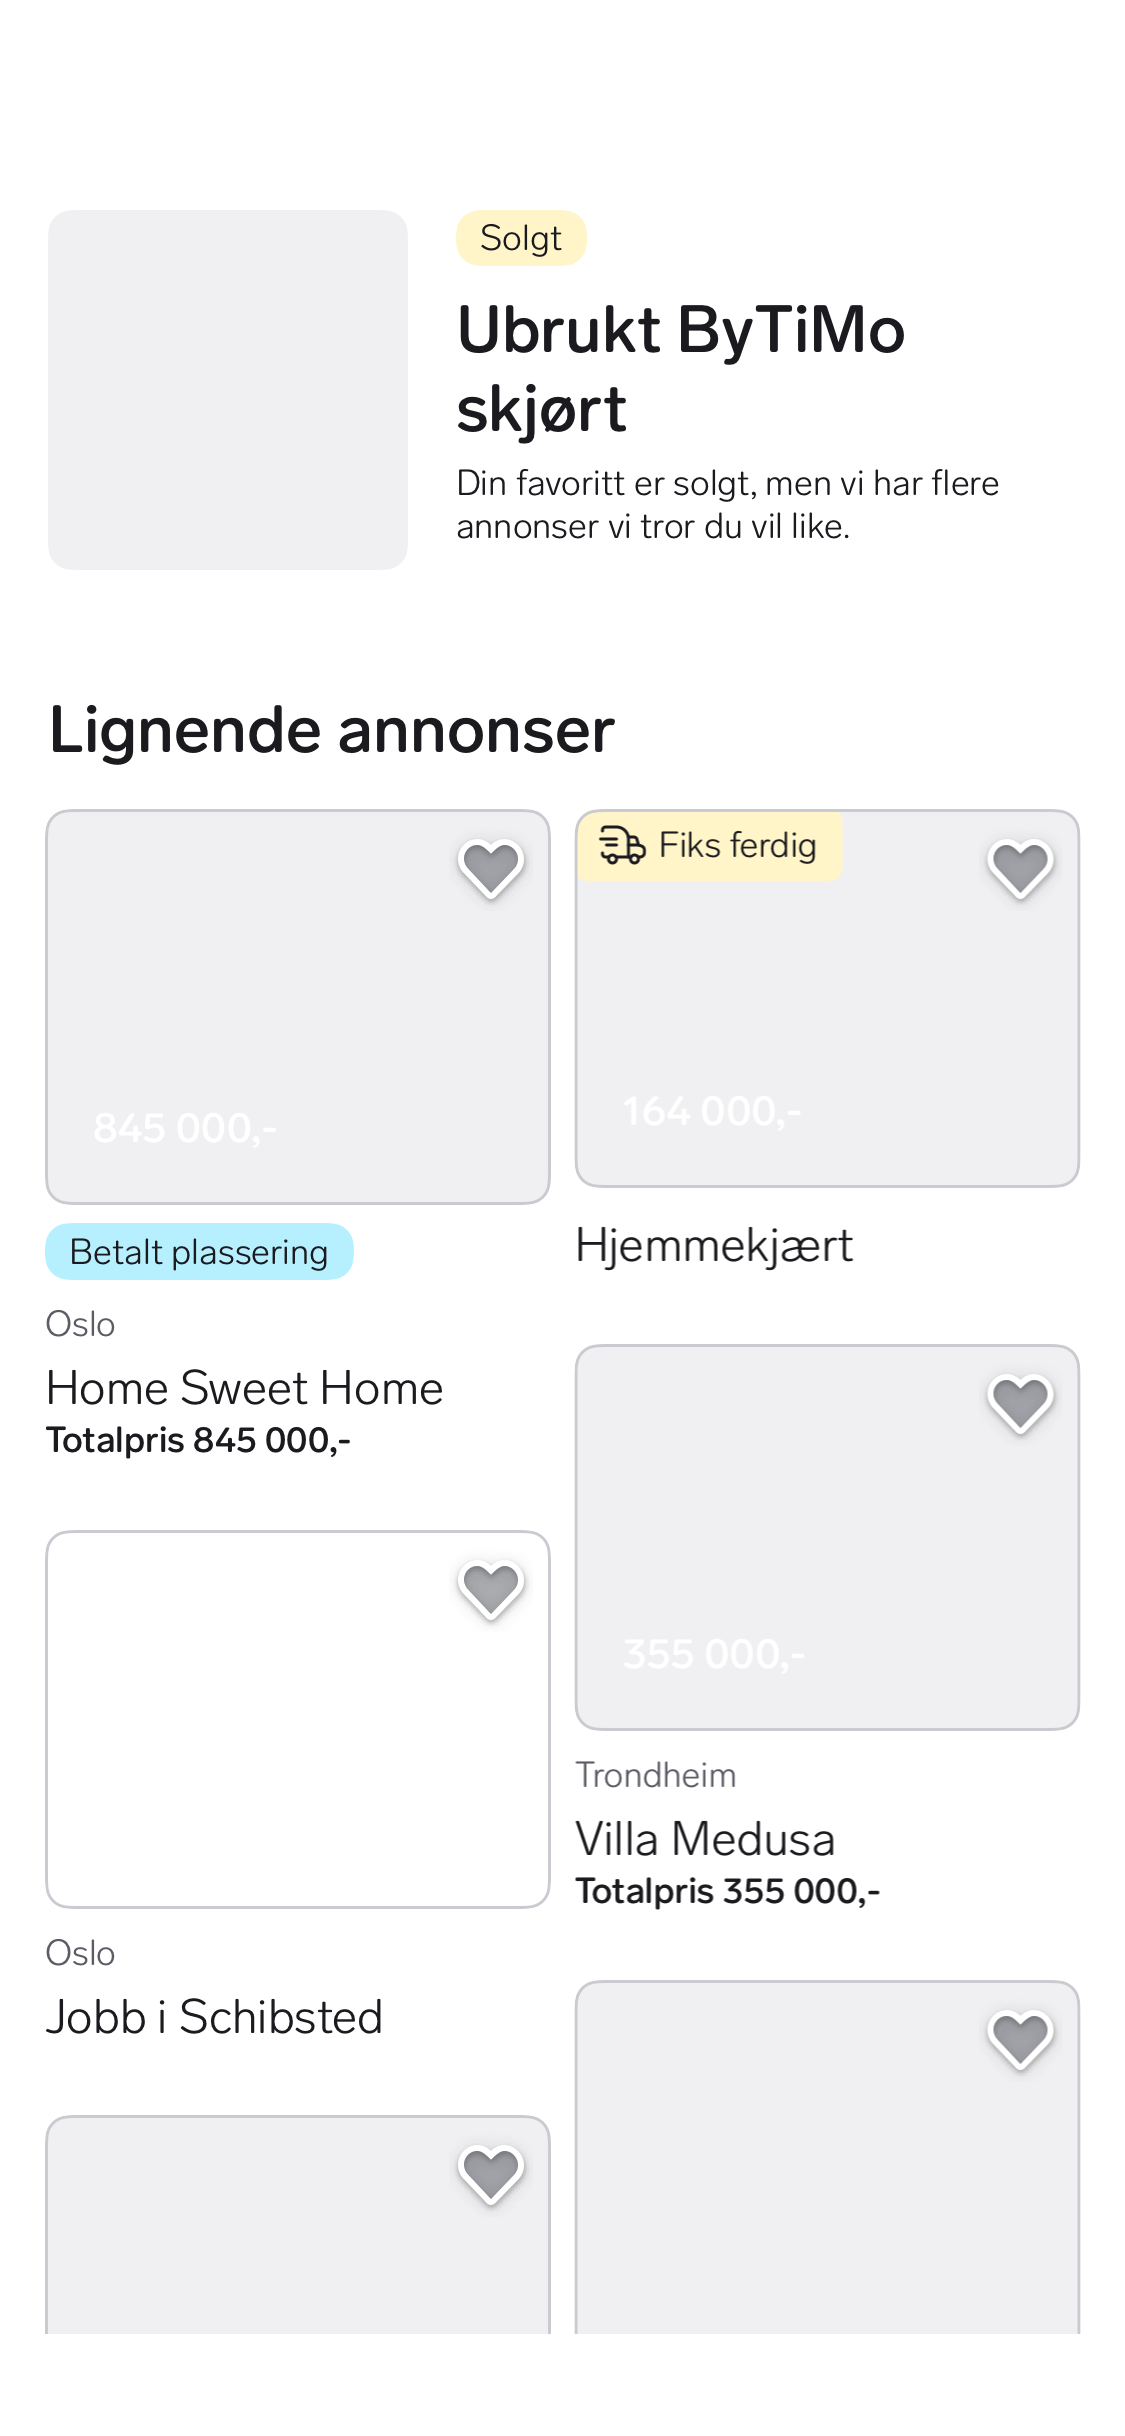 Solgt
Ubrukt ByTiMo
skjørt
Din favoritt er solgt, men vi har flere
annonser vi tror du vil like.
Lignende annonser
845 000,-
Betalt plassering
Oslo
Home Sweet Home
Totalpris 845 000,-
Fiks ferdig
164 000,-
Hjemmekjært
355 000,-
Trondheim
Villa Medusa
Totalpris 355 000,-
Oslo
Jobb i Schibsted